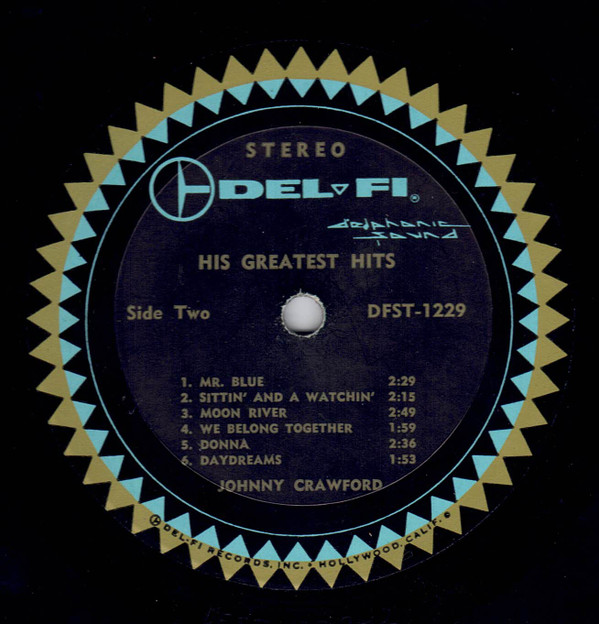 STEREO
DEL-FI®
delphonic
sound
HIS GREATEST HITS
Side Two DFST-1229
1. MR. BLUE 2:29
2. SITTIN' AND A WATCHIN' 2:15
3. MOON RIVER 2:49
4. WE BELONG TOGETHER 1:59
5. DONNA 2:36
6. DAYDREAMS 1:53
JOHNNY CRAWFORD
DEL-FI RECORDS, INC. • HOLLYWOOD, CALIF.